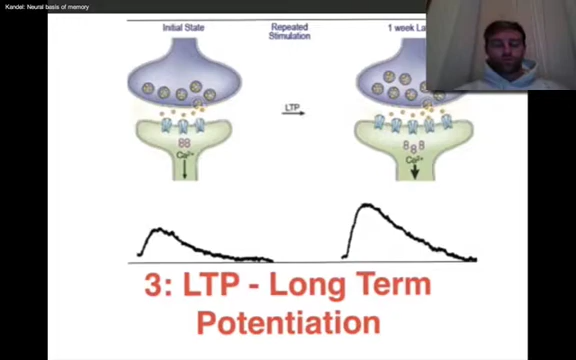 Kandel: Neural basis of memory
Initial State
Repeated
Stimulation
1 week La
LTP
Ca2+
Ca2+
3: LTP - Long Term
Potentiation